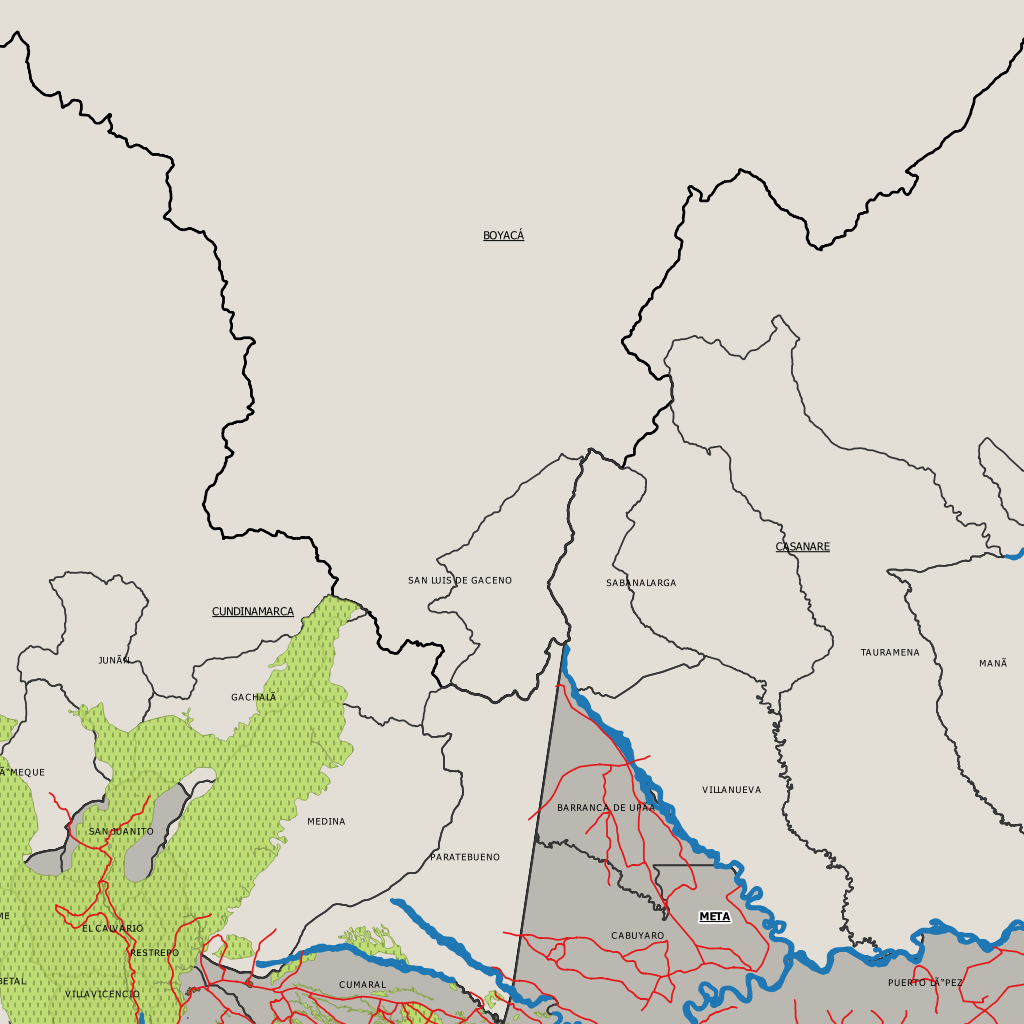 BOYACÁ
CASANARE
SAN LUIS DE GACENO
SABANALARGA
CUNDINAMARCA
TAURAMENA
JUNÃN
MANÃ
GACHALÃ
Ã“MEQUE
VILLANUEVA
BARRANCA DE UPÃA
MEDINA
SAN JUANITO
PARATEBUENO
ME
META
EL CALVARIO
CABUYARO
RESTREPO
BETAL
CUMARAL
PUERTO LÃ“PEZ
VILLAVICENCIO